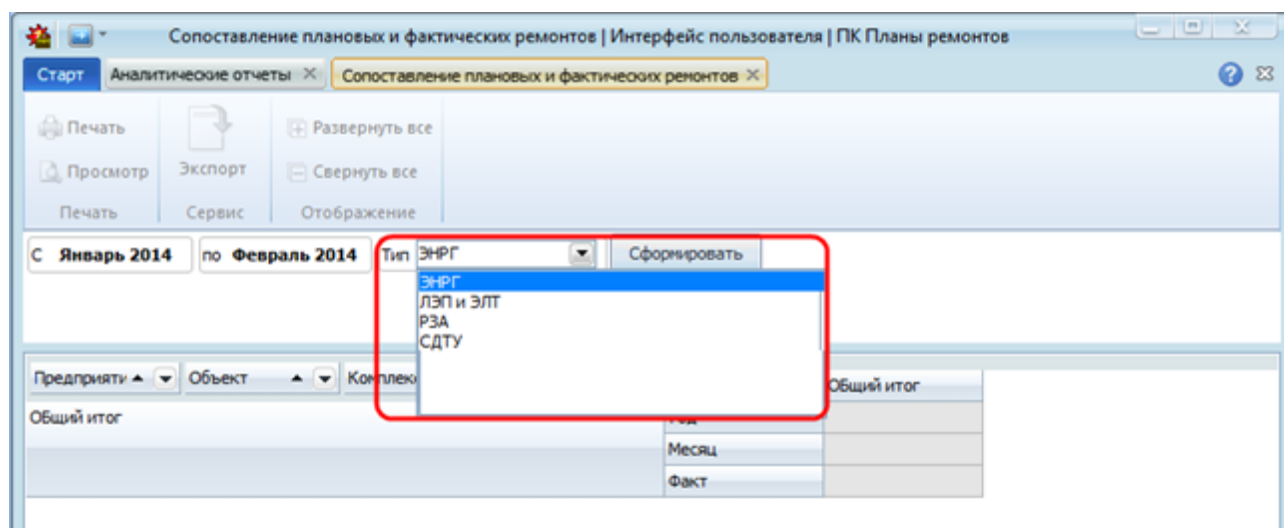 Сопоставление плановых и фактических ремонтов | Интерфейс пользователя | ПК Планы ремонтов
Старт Аналитические отчеты Сопоставление плановых и фактических ремонтов
Печать Развернуть все
Просмотр Экспорт Свернуть все
Печать Сервис Отображение
С Январь 2014 по Февраль 2014 Тип ЭНРГ Сформировать
ЭНРГ
ЛЭП и ЭЛТ
РЗА
СДТУ
Предприяти Объект Комплек Общий итог
Общий итог
Месяц
Факт